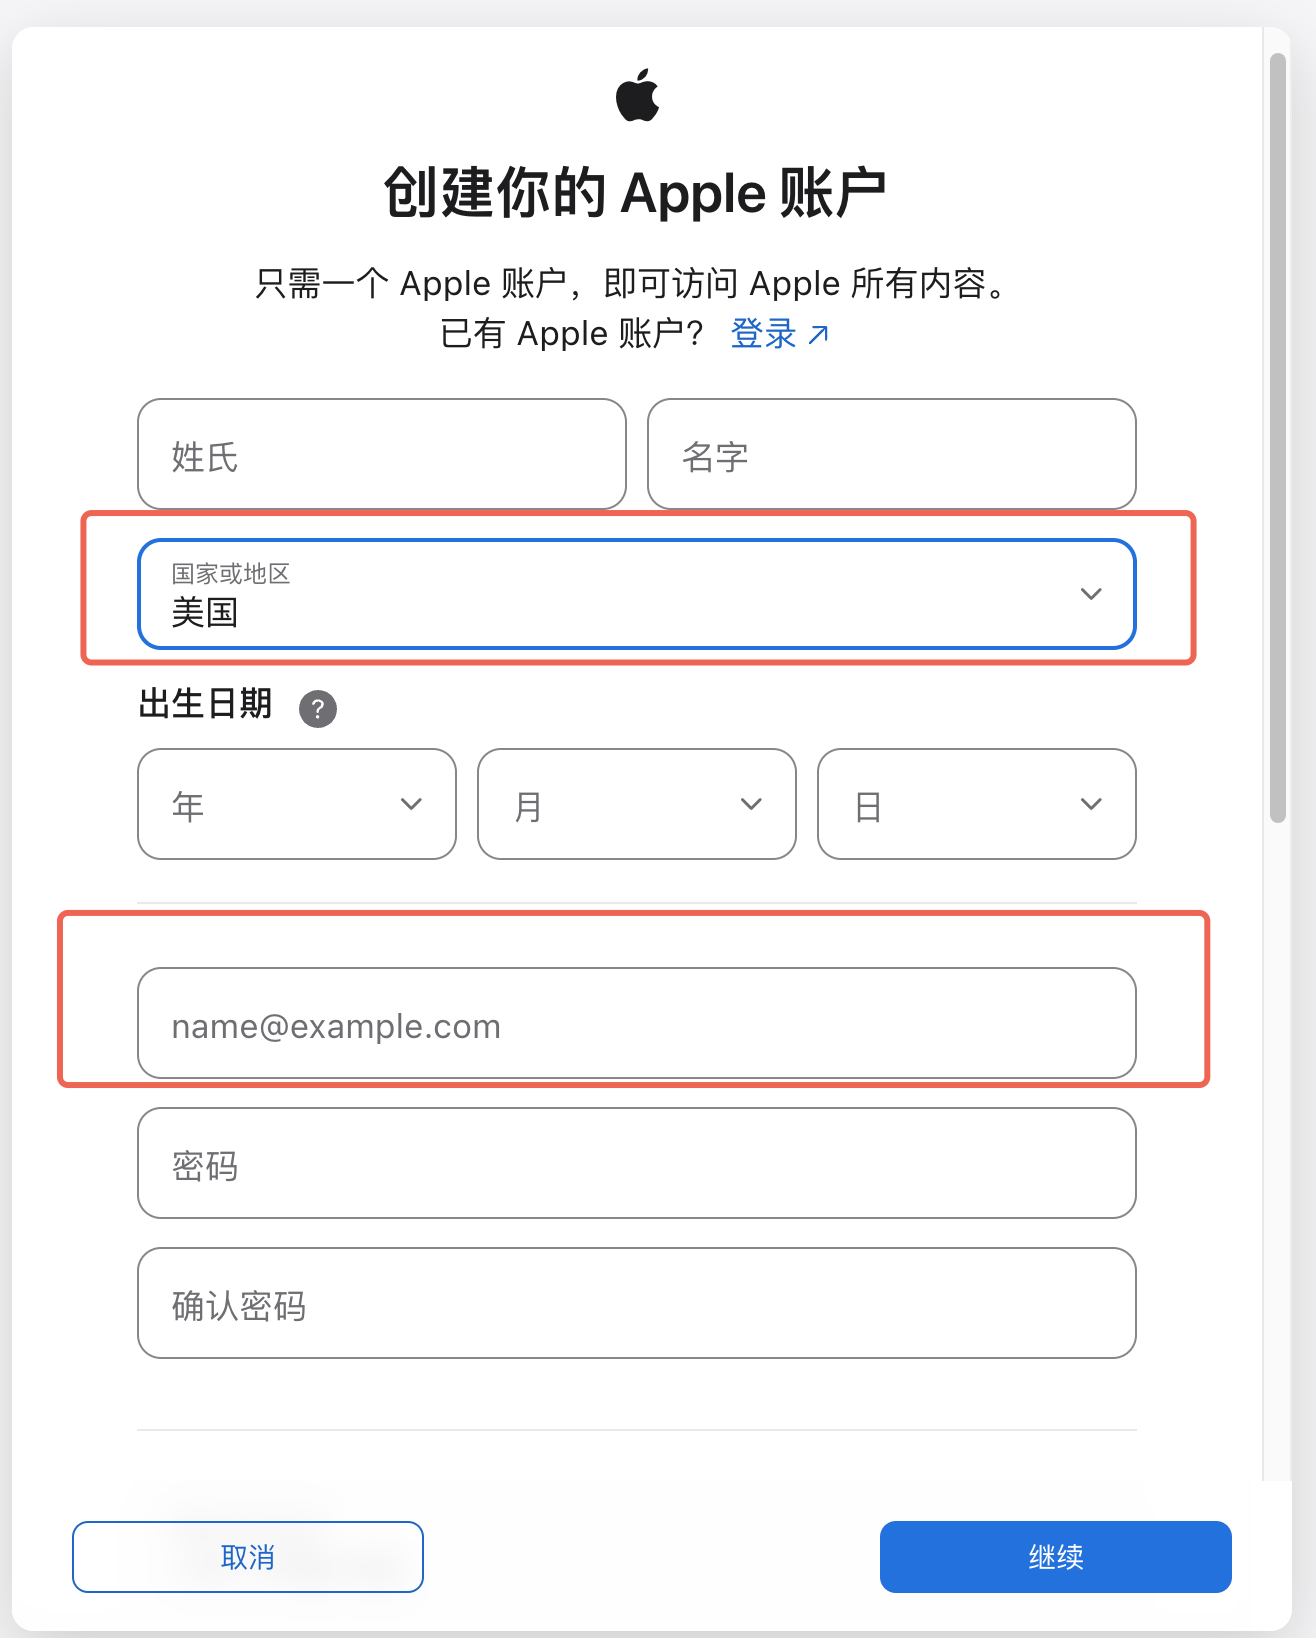 创建你的 Apple 账户
只需一个 Apple 账户，即可访问 Apple 所有内容。
已有 Apple 账户？ 登录 ↗
姓氏 名字
国家或地区
美国
出生日期 ?
年 月 日
name@example.com
密码
确认密码
取消 继续